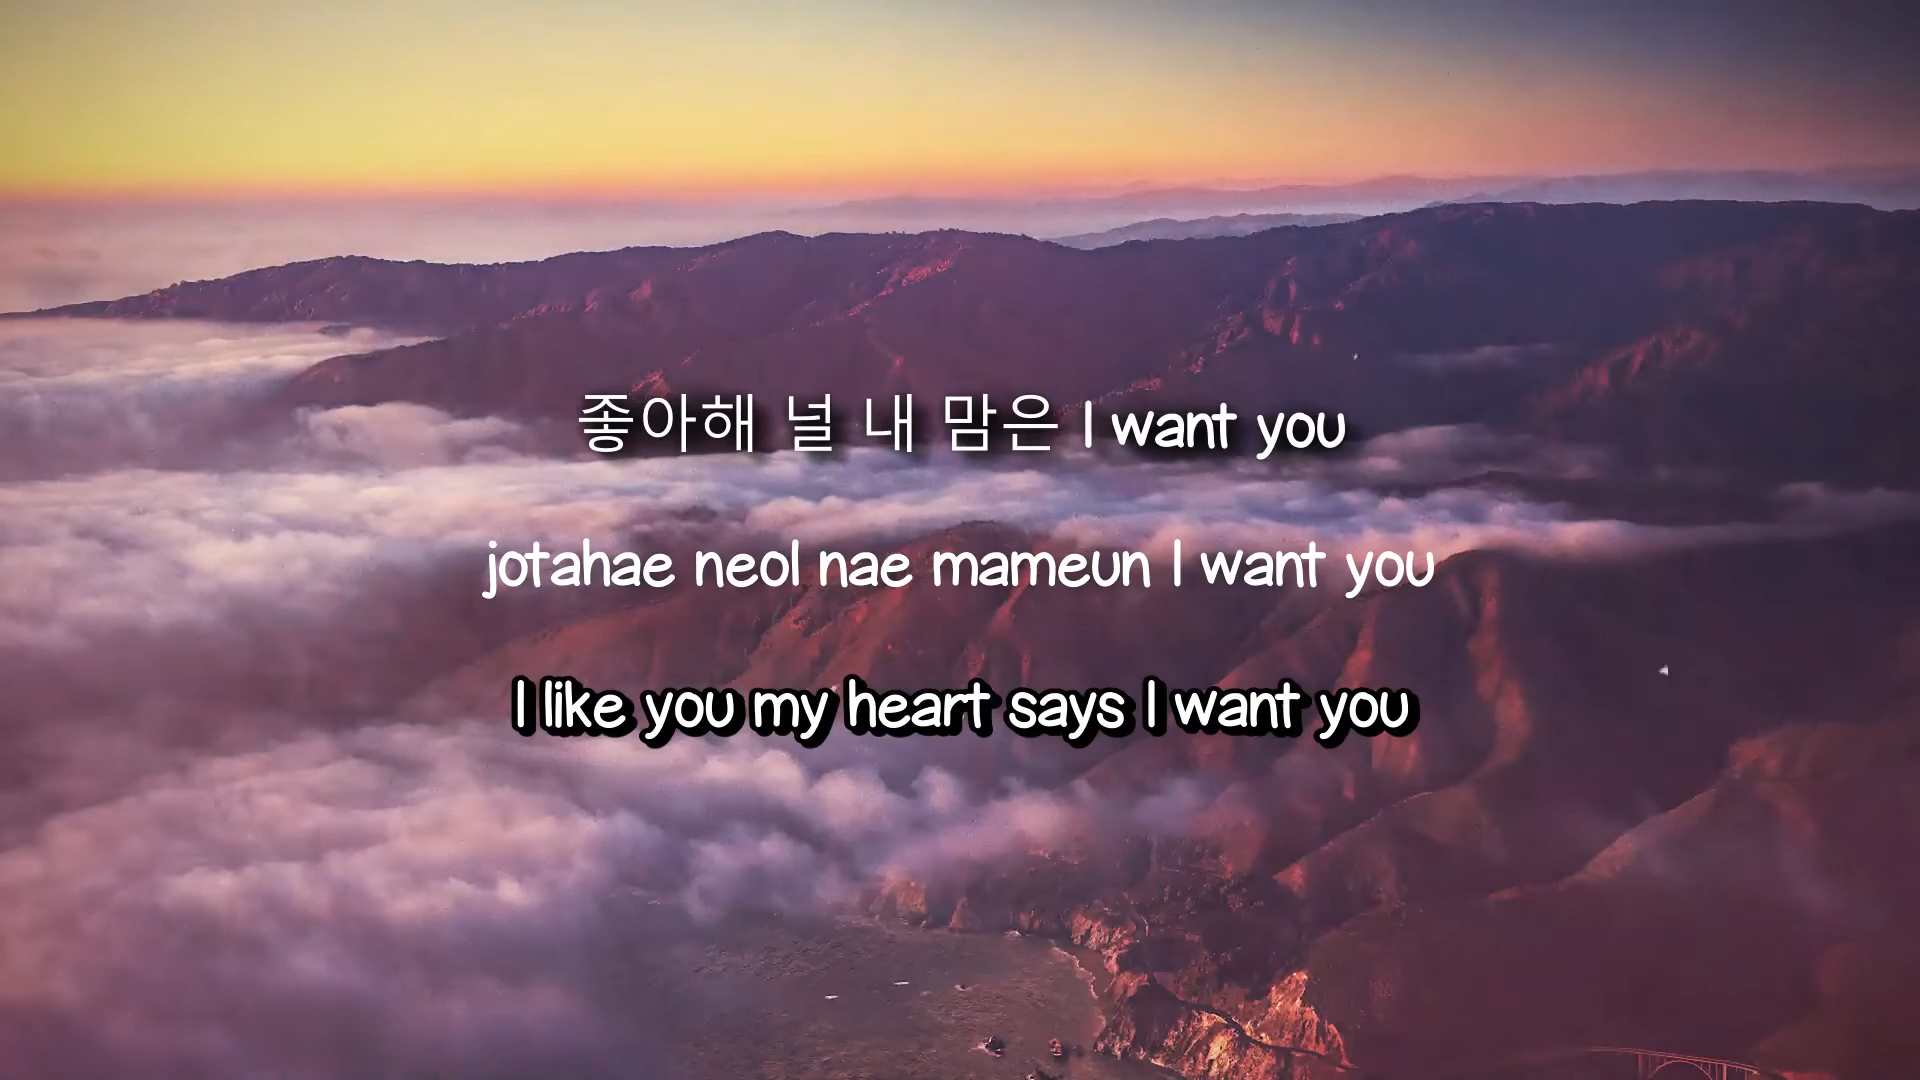 좋아해 널 내 맘은 I want you
jotahae neol nae mameun I want you
I like you my heart says I want you